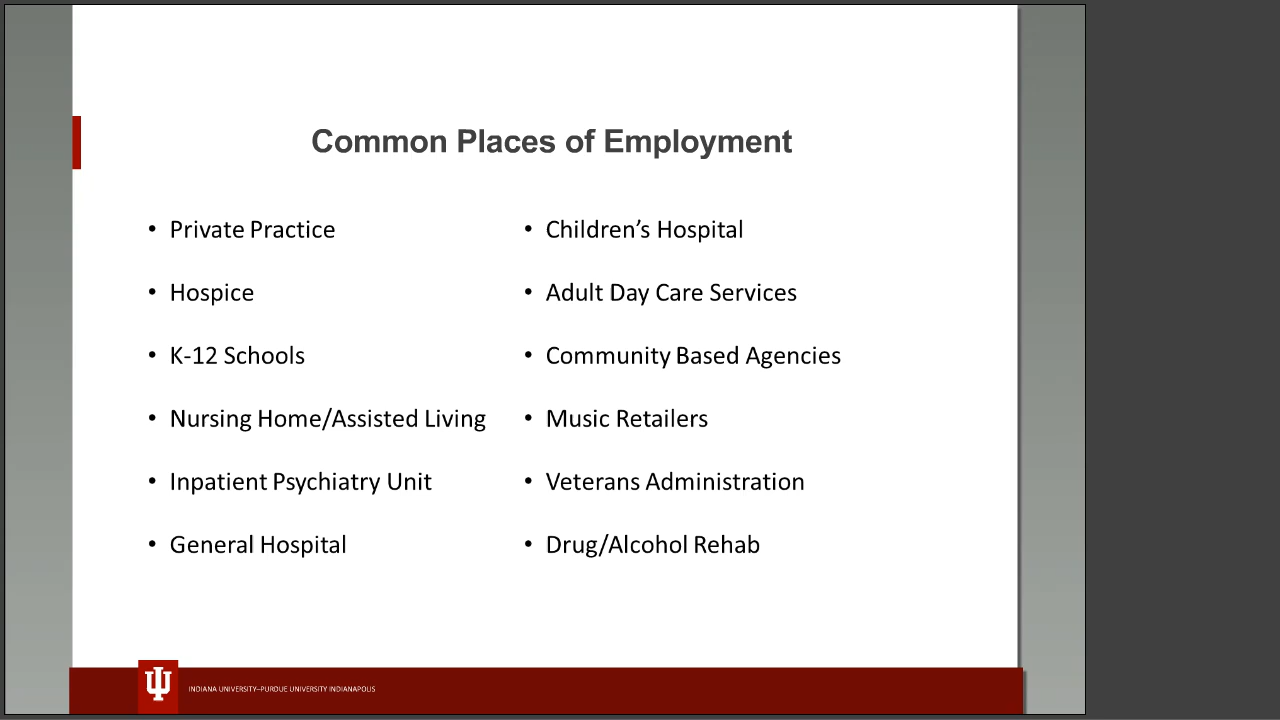 Common Places of Employment
• Private Practice
• Hospice
• K-12 Schools
• Nursing Home/Assisted Living
• Inpatient Psychiatry Unit
• General Hospital
• Children’s Hospital
• Adult Day Care Services
• Community Based Agencies
• Music Retailers
• Veterans Administration
• Drug/Alcohol Rehab
INDIANA UNIVERSITY–PURDUE UNIVERSITY INDIANAPOLIS